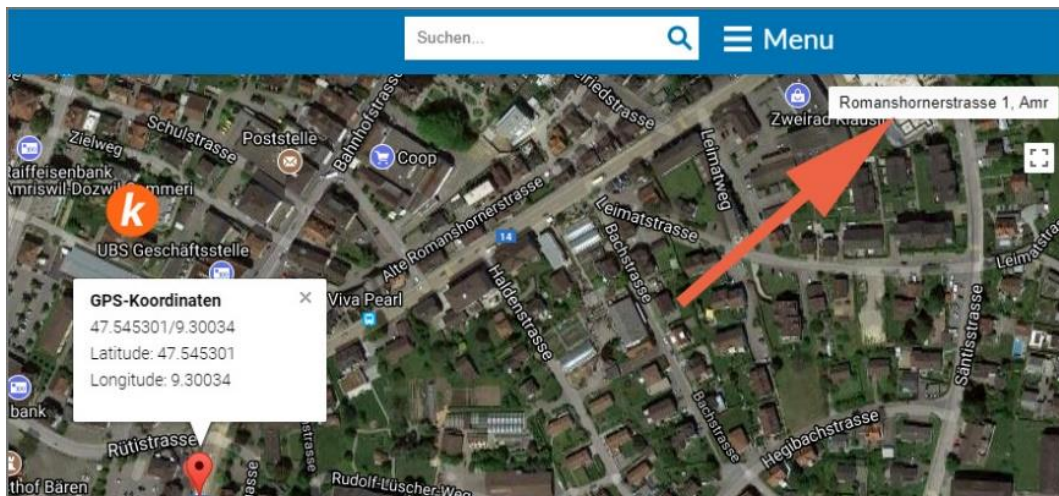 Suchen...
Menu
Romanshornerstrasse 1, Amr
Zweirad Klaus
Poststelle
Schulstrasse
Zielweg
Bahnhofstrasse
Coop
Leimatweg
Raiffeisenbank
Amriswil-Dozwil
k
UBS Geschäftsstelle
Alte Romanshornerstrasse
14
Leimatstrasse
Bachstrasse
Haldenstrasse
Viva Pearl
GPS-Koordinaten
47.545301/9.30034
Latitude: 47.545301
Longitude: 9.30034
Säntisstrasse
bank
Rütistrasse
Bachstrasse
Hegibachstrasse
Rudolf-Lüscher-Weg
thof Bären